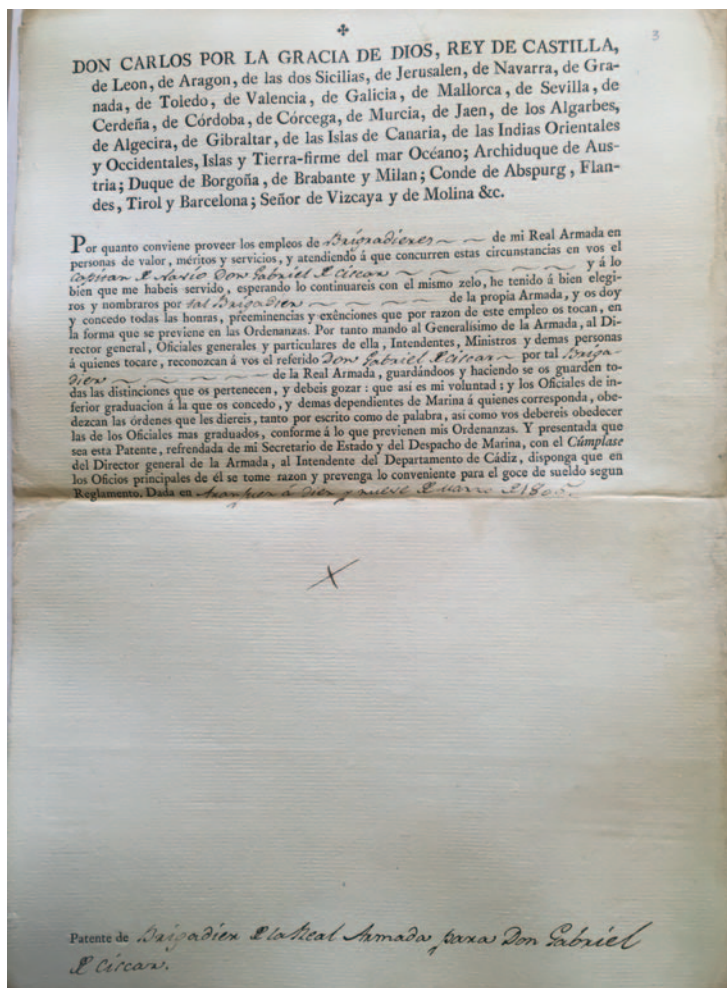 3
DON CARLOS POR LA GRACIA DE DIOS, REY DE CASTILLA,
de Leon, de Aragon, de las dos Sicilias, de Jerusalen, de Navarra, de Gra-
nada, de Toledo, de Valencia, de Galicia, de Mallorca, de Sevilla, de
Cerdeña, de Córdoba, de Córcega, de Murcia, de Jaen, de los Algarbes,
de Algecira, de Gibraltar, de las Islas de Canaria, de las Indias Orientales
y Occidentales, Islas y Tierra-firme del mar Océano; Archiduque de Aus-
tria; Duque de Borgoña, de Brabante y Milan; Conde de Abspurg, Flan-
des, Tirol y Barcelona; Señor de Vizcaya y de Molina &c.
Por quanto conviene proveer los empleos de Brigadieres de mi Real Armada en
personas de valor, méritos y servicios, y atendiendo á que concurren estas circunstancias en vos el
Capitan de Navio Don Gabriel de Ciscar y á lo
bien que me habeis servido, esperando lo continuareis con el mismo zelo, he tenido á bien elegi-
ros y nombraros por tal Brigadier de la propia Armada, y os doy
y concedo todas las honras, preeminencias y exênciones que por razon de este empleo os tocan, en
la forma que se previene en las Ordenanzas. Por tanto mando al Generalísimo de la Armada, al Di-
rector general, Oficiales generales y particulares de ella, Intendentes, Ministros y demas personas
á quienes tocare, reconozcan á vos el referido Don Gabriel de Ciscar por tal Briga-
dier de la Real Armada, guardándoos y haciendo se os guarden to-
das las distinciones que os pertenecen, y debeis gozar: que así es mi voluntad: y los Oficiales de in-
ferior graduacion á la que os concedo, y demas dependientes de Marina á quienes corresponda, obe-
dezcan las órdenes que les diereis, tanto por escrito como de palabra, así como vos debereis obedecer
las de los Oficiales mas graduados, conforme á lo que previenen mis Ordenanzas. Y presentada que
sea esta Patente, refrendada de mi Secretario de Estado y del Despacho de Marina, con el Cúmplase
del Director general de la Armada, al Intendente del Departamento de Cádiz, disponga que en
los Oficios principales de él se tome razon y prevenga lo conveniente para el goce de sueldo segun
Reglamento. Dada en Aranjuez á diez y nueve de marzo de 1805.
Patente de Brigadier de la Real Armada para Don Gabriel
de Ciscar.